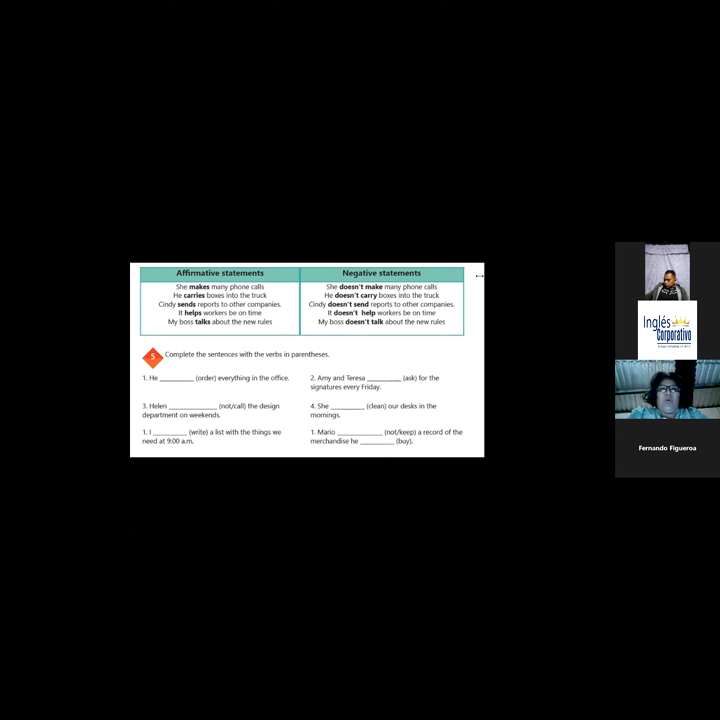 Affirmative statements
She makes many phone calls
He carries boxes into the truck
Cindy sends reports to other companies.
It helps workers be on time
My boss talks about the new rules
Negative statements
She doesn't make many phone calls
He doesn't carry boxes into the truck
Cindy doesn't send reports to other companies.
It doesn't help workers be on time
My boss doesn't talk about the new rules
5 Complete the sentences with the verbs in parentheses.
1. He __________ (order) everything in the office.
2. Amy and Teresa __________ (ask) for the
signatures every Friday.
3. Helen ______________ (not/call) the design
department on weekends.
4. She __________ (clean) our desks in the
mornings.
1. I __________ (write) a list with the things we
need at 9:00 a.m.
1. Mario _____________ (not/keep) a record of the
merchandise he __________ (buy).
Inglés
Corporativo
Fernando Figueroa